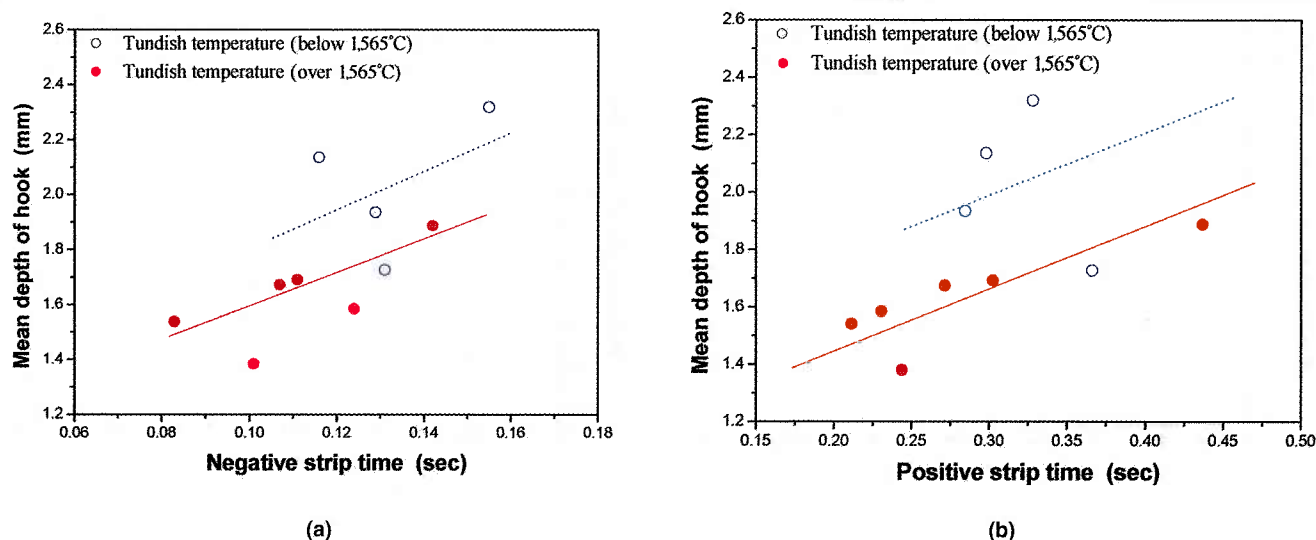 2.6
2.4
2.2
2.0
1.8
1.6
1.4
1.2
Mean depth of hook (mm)
Tundish temperature (below 1,565°C)
Tundish temperature (over 1,565°C)
0.06 0.08 0.10 0.12 0.14 0.16 0.18
Negative strip time (sec)
(a)
2.6
2.4
2.2
2.0
1.8
1.6
1.4
1.2
Mean depth of hook (mm)
Tundish temperature (below 1,565°C)
Tundish temperature (over 1,565°C)
0.15 0.20 0.25 0.30 0.35 0.40 0.45 0.50
Positive strip time (sec)
(b)